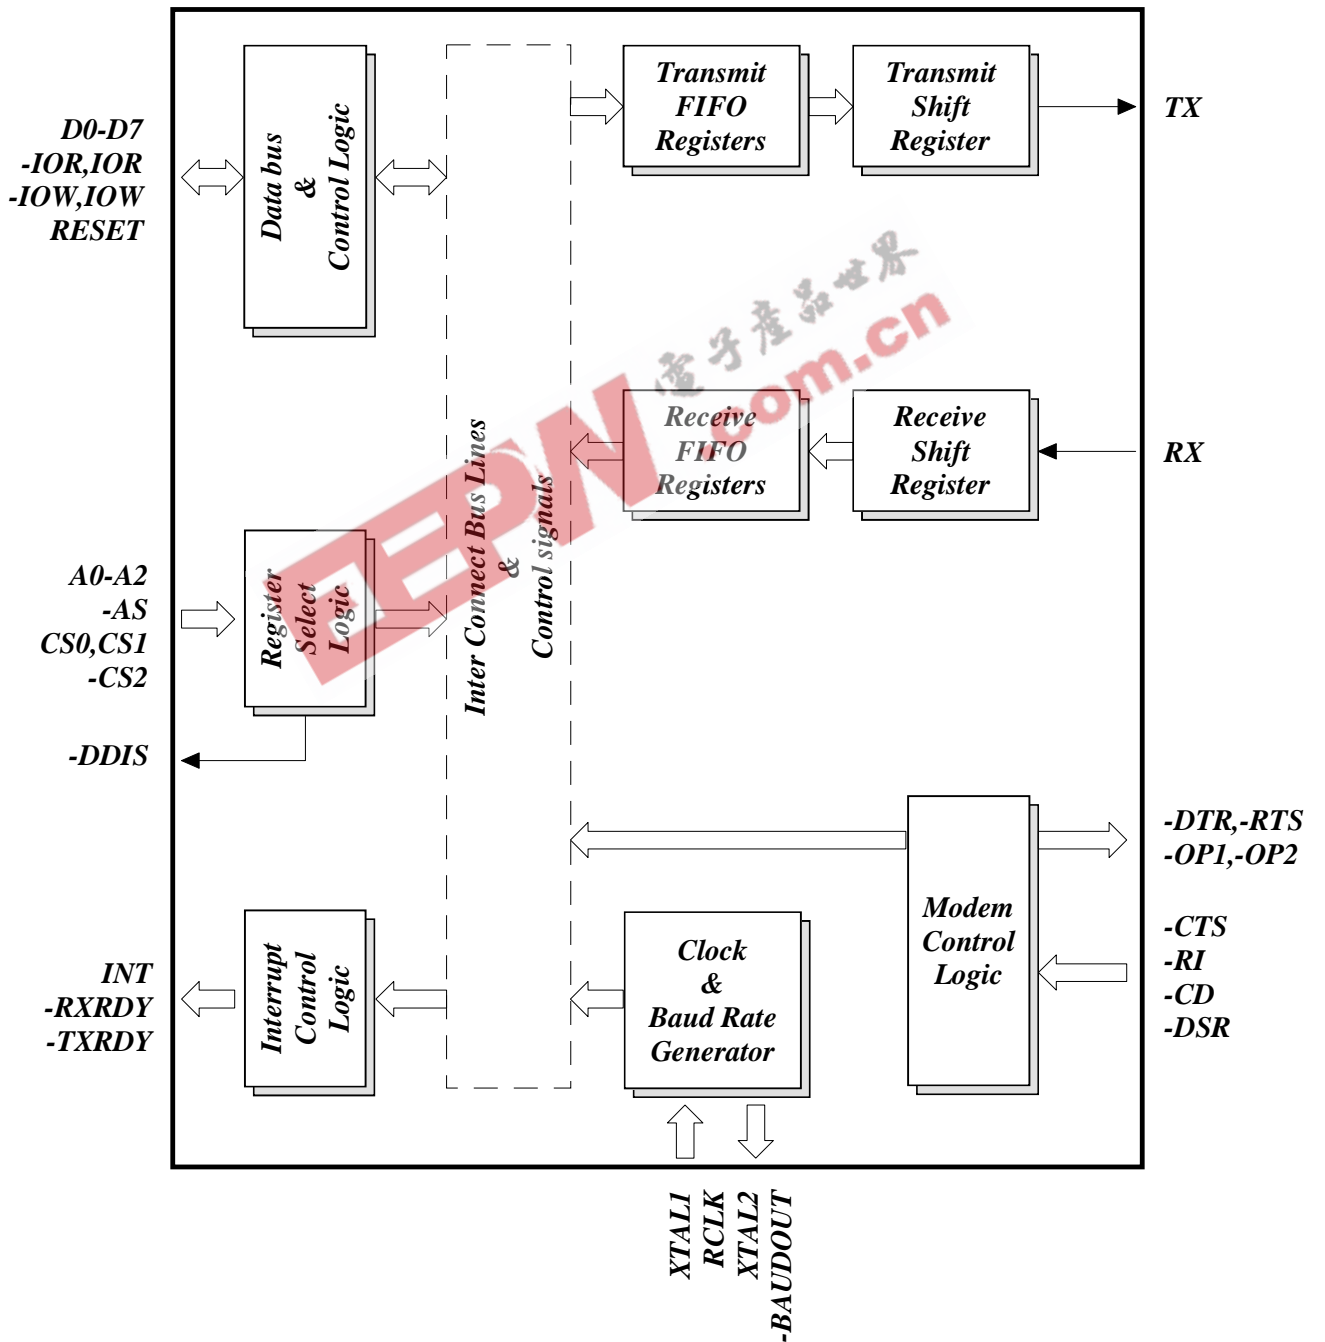 D0-D7
-IOR,IOR
-IOW,IOW
RESET
Data bus
&
Control Logic
Transmit
FIFO
Registers
Transmit
Shift
Register
TX
電子產品世界
.com.cn
EEPW
Receive
FIFO
Registers
Receive
Shift
Register
RX
Inter Connect Bus Lines
&
Control signals
A0-A2
-AS
CS0,CS1
-CS2
Register
Select
Logic
-DDIS
-DTR,-RTS
-OP1,-OP2
Modem
Control
Logic
-CTS
-RI
-CD
-DSR
INT
-RXRDY
-TXRDY
Interrupt
Control
Logic
Clock
&
Baud Rate
Generator
XTAL1
RCLK
XTAL2
-BAUDOUT